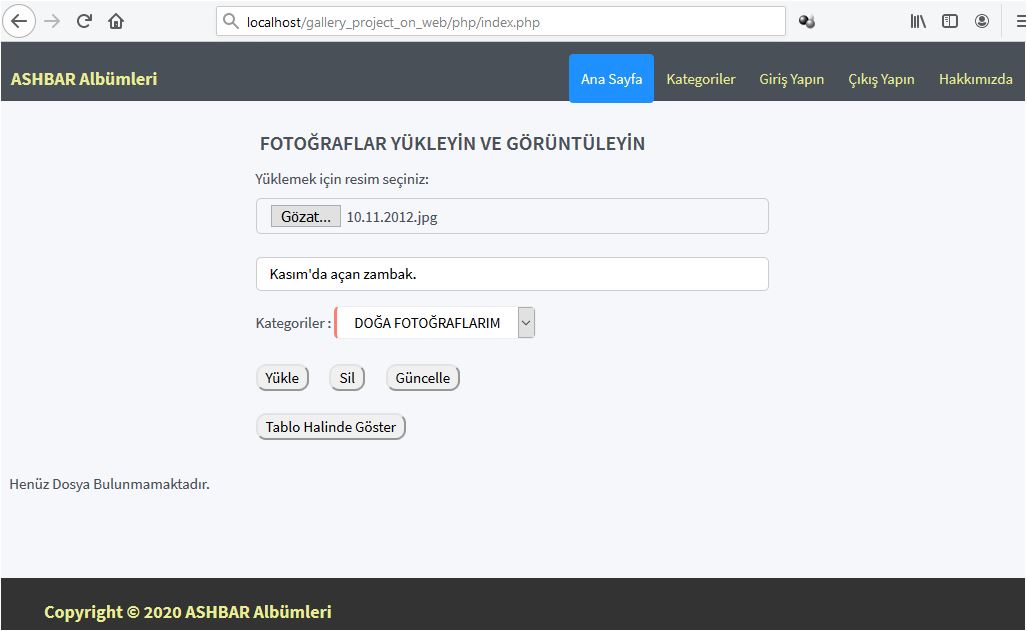 localhost/gallery_project_on_web/php/index.php
ASHBAR Albümleri
Ana Sayfa Kategoriler Giriş Yapın Çıkış Yapın Hakkımızda
FOTOĞRAFLAR YÜKLEYİN VE GÖRÜNTÜLEYİN
Yüklemek için resim seçiniz:
Gözat... 10.11.2012.jpg
Kasım'da açan zambak.
Kategoriler : DOĞA FOTOĞRAFLARIM
Yükle Sil Güncelle
Tablo Halinde Göster
Henüz Dosya Bulunmamaktadır.
Copyright © 2020 ASHBAR Albümleri